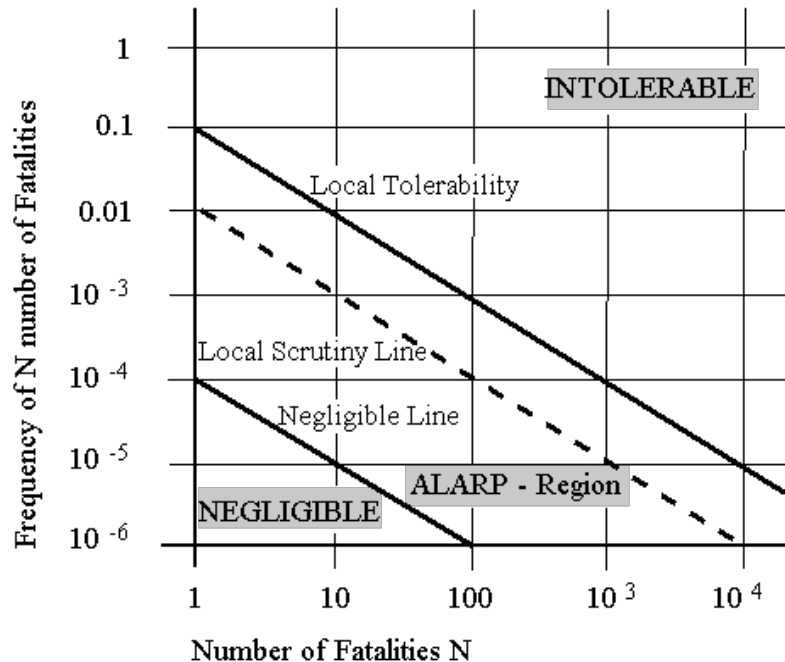 Frequency of N number of Fatalities
1
INTOLERABLE
0.1
Local Tolerability
0.01
10 -3
Local Scrutiny Line
10 -4
Negligible Line
10 -5
ALARP - Region
NEGLIGIBLE
10 -6
1 10 100 10 3 10 4
Number of Fatalities N